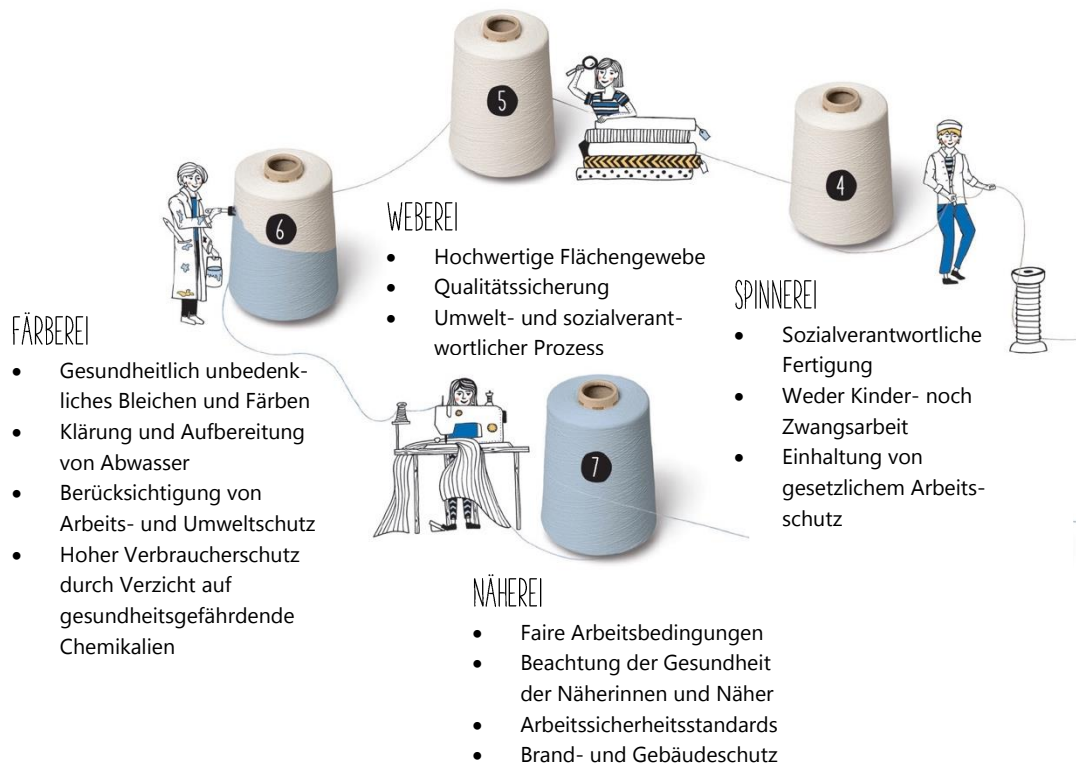 5
4
6
WEBEREI
• Hochwertige Flächengewebe
• Qualitätssicherung
• Umwelt- und sozialverant-
wortlicher Prozess
SPINNEREI
• Sozialverantwortliche
Fertigung
• Weder Kinder- noch
Zwangsarbeit
• Einhaltung von
gesetzlichem Arbeits-
schutz
FÄRBEREI
• Gesundheitlich unbedenk-
liches Bleichen und Färben
• Klärung und Aufbereitung
von Abwasser
• Berücksichtigung von
Arbeits- und Umweltschutz
• Hoher Verbraucherschutz
durch Verzicht auf
gesundheitsgefährdende
Chemikalien
7
NÄHEREI
• Faire Arbeitsbedingungen
• Beachtung der Gesundheit
der Näherinnen und Näher
• Arbeitssicherheitsstandards
• Brand- und Gebäudeschutz